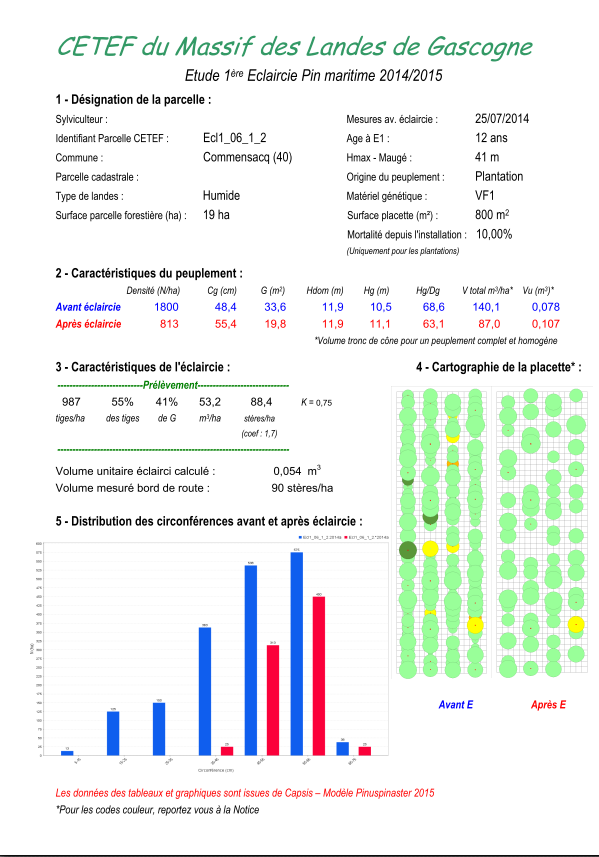 CETEF du Massif des Landes de Gascogne
Etude 1ère Eclaircie Pin maritime 2014/2015
1 - Désignation de la parcelle :
Sylviculteur :
Mesures av. éclaircie : 25/07/2014
Identifiant Parcelle CETEF : Ecl1_06_1_2
Age à E1 : 12 ans
Commune : Commensacq (40)
Hmax - Maugé : 41 m
Parcelle cadastrale :
Origine du peuplement : Plantation
Type de landes : Humide
Matériel génétique : VF1
Surface parcelle forestière (ha) : 19 ha
Surface placette (m²) : 800 m²
Mortalité depuis l'installation : 10,00%
(Uniquement pour les plantations)
2 - Caractéristiques du peuplement :
Densité (N/ha) Cg (cm) G (m²) Hdom (m) Hg (m) Hg/Dg V total m³/ha* Vu (m³)*
Avant éclaircie 1800 48,4 33,6 11,9 10,5 68,6 140,1 0,078
Après éclaircie 813 55,4 19,8 11,9 11,1 63,1 87,0 0,107
*Volume tronc de cône pour un peuplement complet et homogène
3 - Caractéristiques de l'éclaircie :
4 - Cartographie de la placette* :
----------------------------Prélèvement------------------------------
987 55% 41% 53,2 88,4 K = 0,75
tiges/ha des tiges de G m³/ha stères/ha
(coef : 1,7)
Volume unitaire éclairci calculé : 0,054 m³
Volume mesuré bord de route : 90 stères/ha
5 - Distribution des circonférences avant et après éclaircie :
Avant E Après E
Circonférence (cm)
Les données des tableaux et graphiques sont issues de Capsis – Modèle Pinuspinaster 2015
*Pour les codes couleur, reportez vous à la Notice